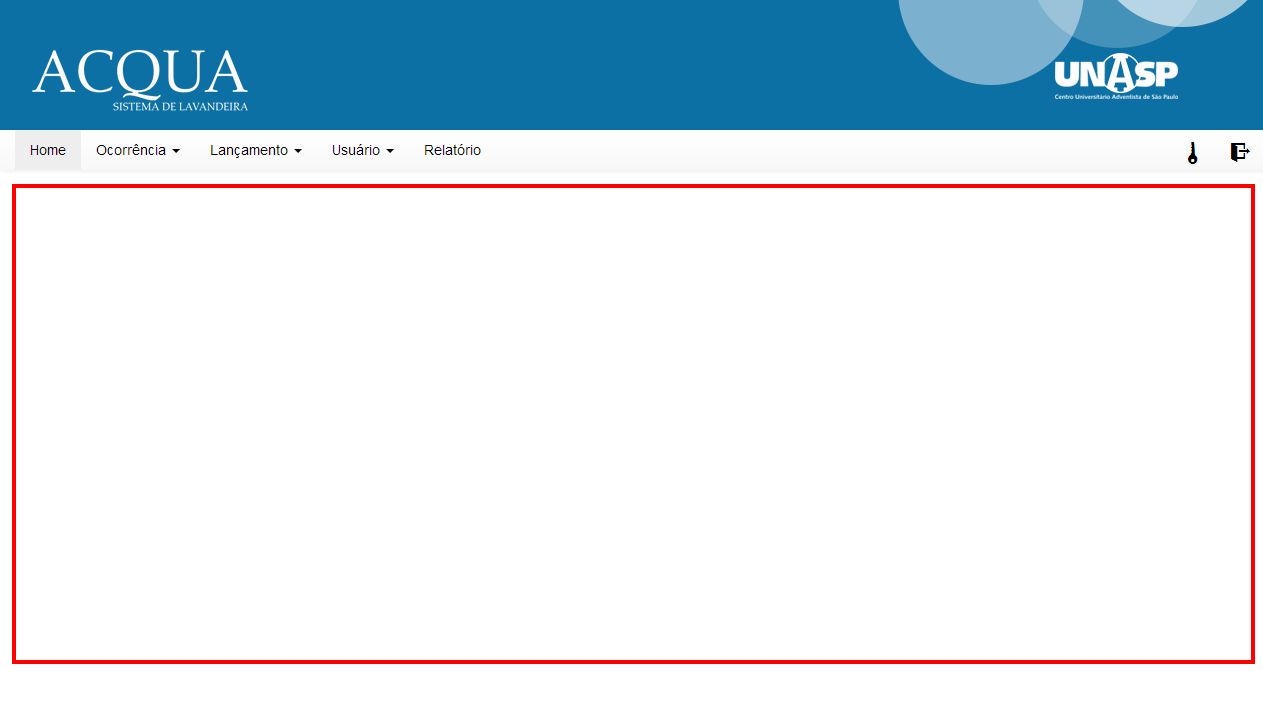 ACQUA
SISTEMA DE LAVANDEIRA
UNASP
Centro Universitário Adventista de São Paulo
Home Ocorrência Lançamento Usuário Relatório